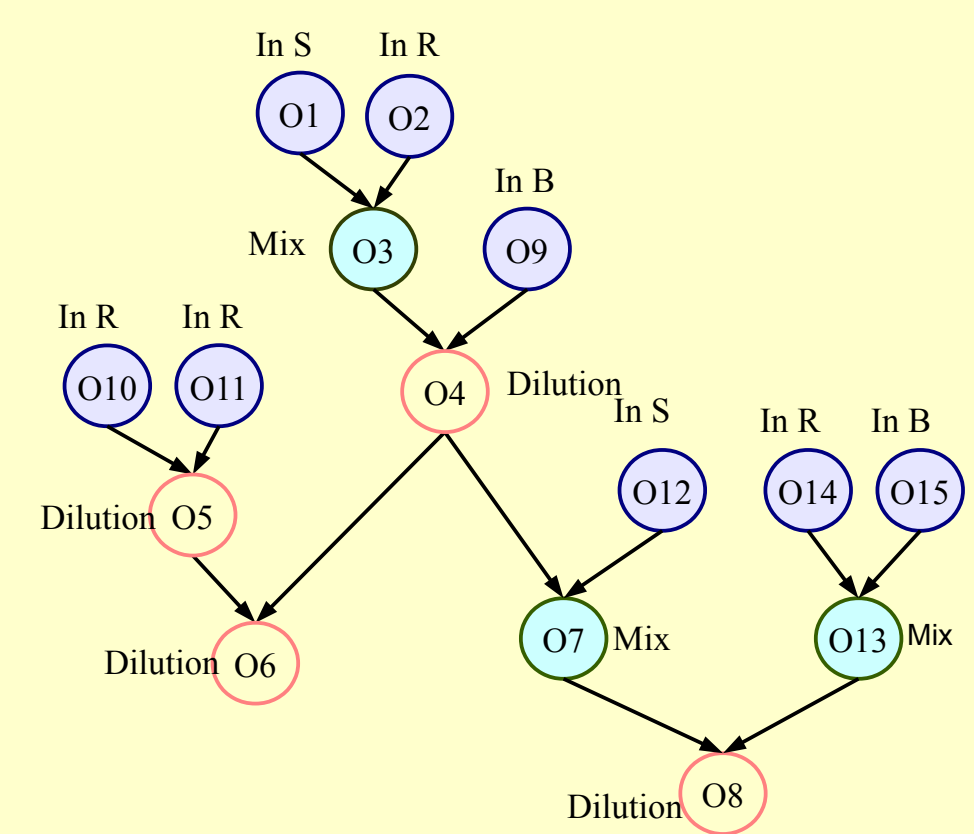 In S In R
O1 O2
In B
Mix O3 O9
In R In R
O10 O11 O4 Dilution
In S In R In B
O12 O14 O15
Dilution O5
O7 Mix O13 Mix
Dilution O6
Dilution O8